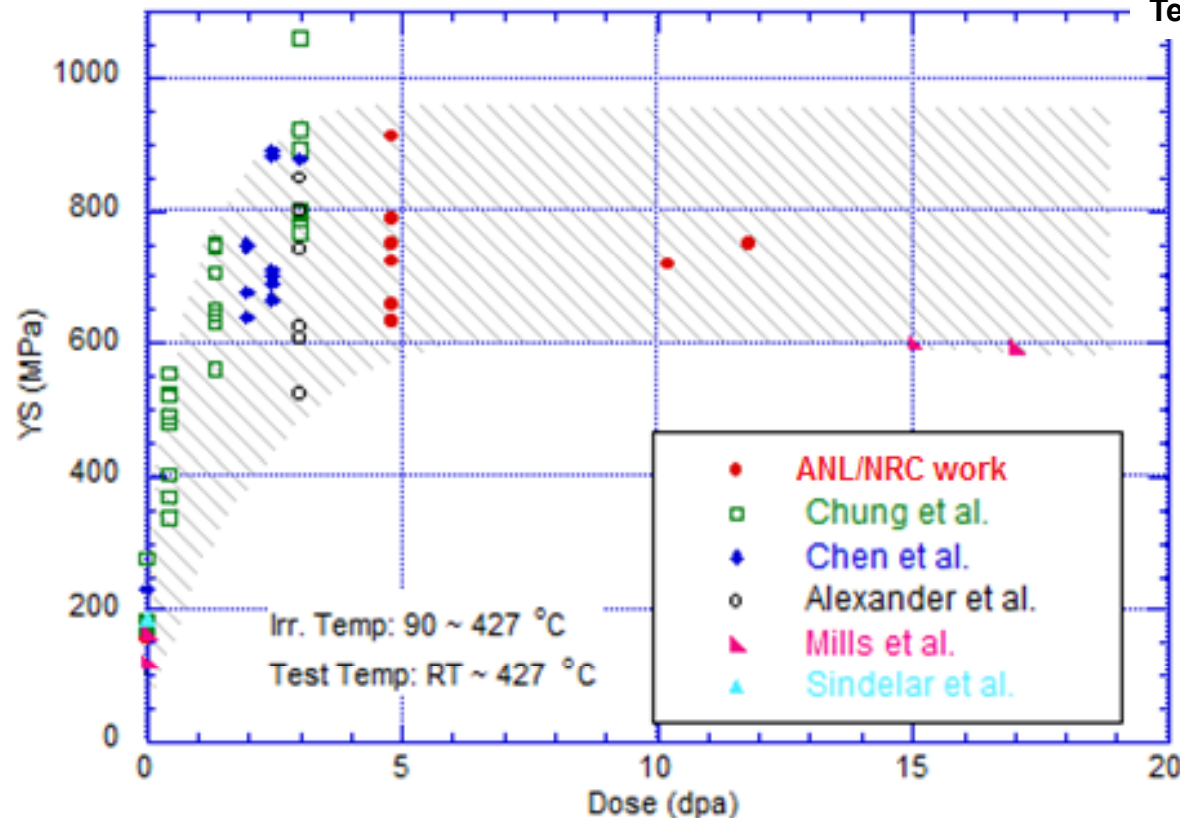 Te
1000
800
600
400
200
0
YS (MPa)
Irr. Temp: 90 ~ 427 °C
Test Temp: RT ~ 427 °C
ANL/NRC work
Chung et al.
Chen et al.
Alexander et al.
Mills et al.
Sindelar et al.
0 5 10 15 20
Dose (dpa)